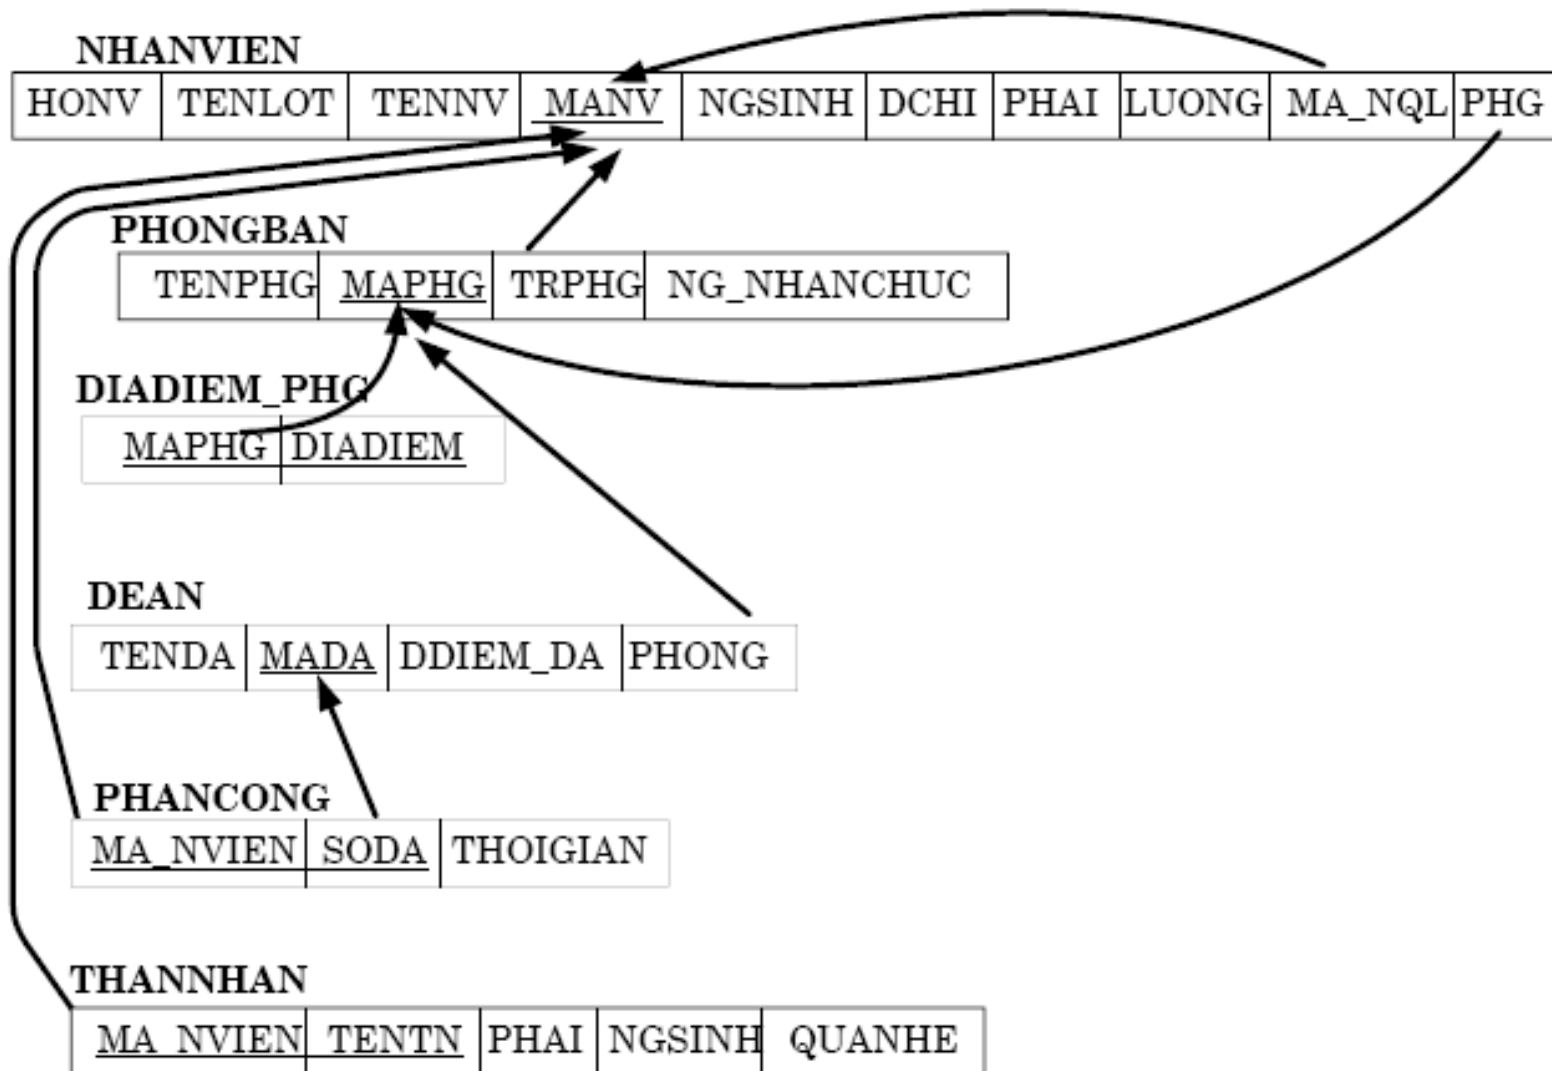 NHANVIEN
HONV TENLOT TENNV MANV NGSINH DCHI PHAI LUONG MA_NQL PHG
PHONGBAN
TENPHG MAPHG TRPHG NG_NHANCHUC
DIADIEM_PHG
MAPHG DIADIEM
DEAN
TENDA MADA DDIEM_DA PHONG
PHANCONG
MA_NVIEN SODA THOIGIAN
THANNHAN
MA_NVIEN TENTN PHAI NGSINH QUANHE